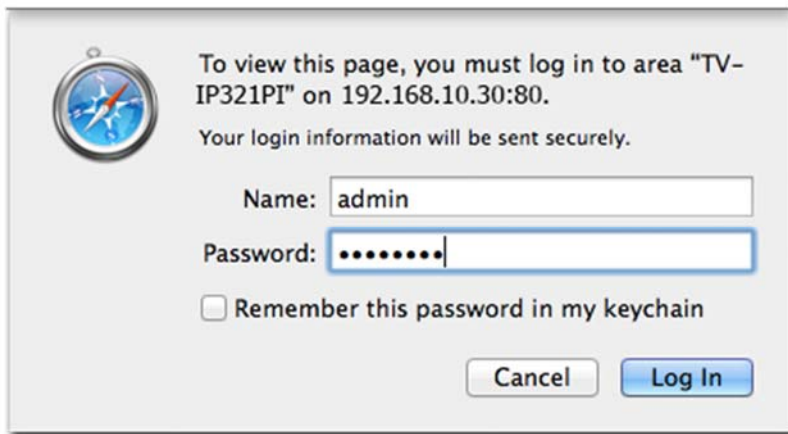 To view this page, you must log in to area “TV-
IP321PI” on 192.168.10.30:80.
Your login information will be sent securely.
Name: admin
Password: ••••••••
Remember this password in my keychain
Cancel Log In